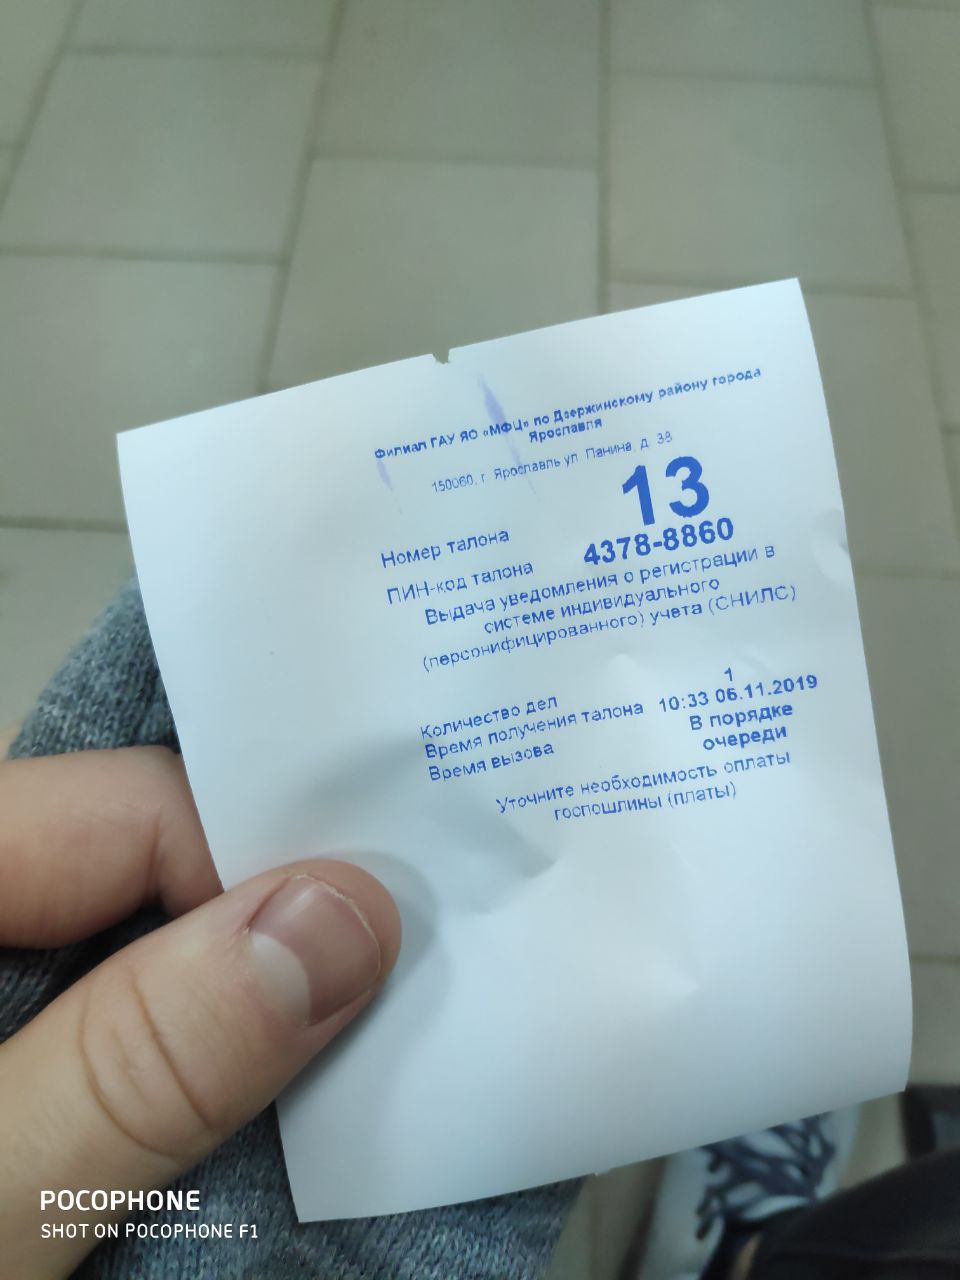 Филиал ГАУ ЯО «МФЦ» по Дзержинскому району города
Ярославля
150060, г. Ярославль ул. Панина, д. 38
Номер талона 13
ПИН-код талона 4378-8860
Выдача уведомления о регистрации в
системе индивидуального
(персонифицированного) учета (СНИЛС)
Количество дел 1
Время получения талона 10:33 06.11.2019
Время вызова В порядке
очереди
Уточните необходимость оплаты
госпошлины (платы)
POCOPHONE
SHOT ON POCOPHONE F1